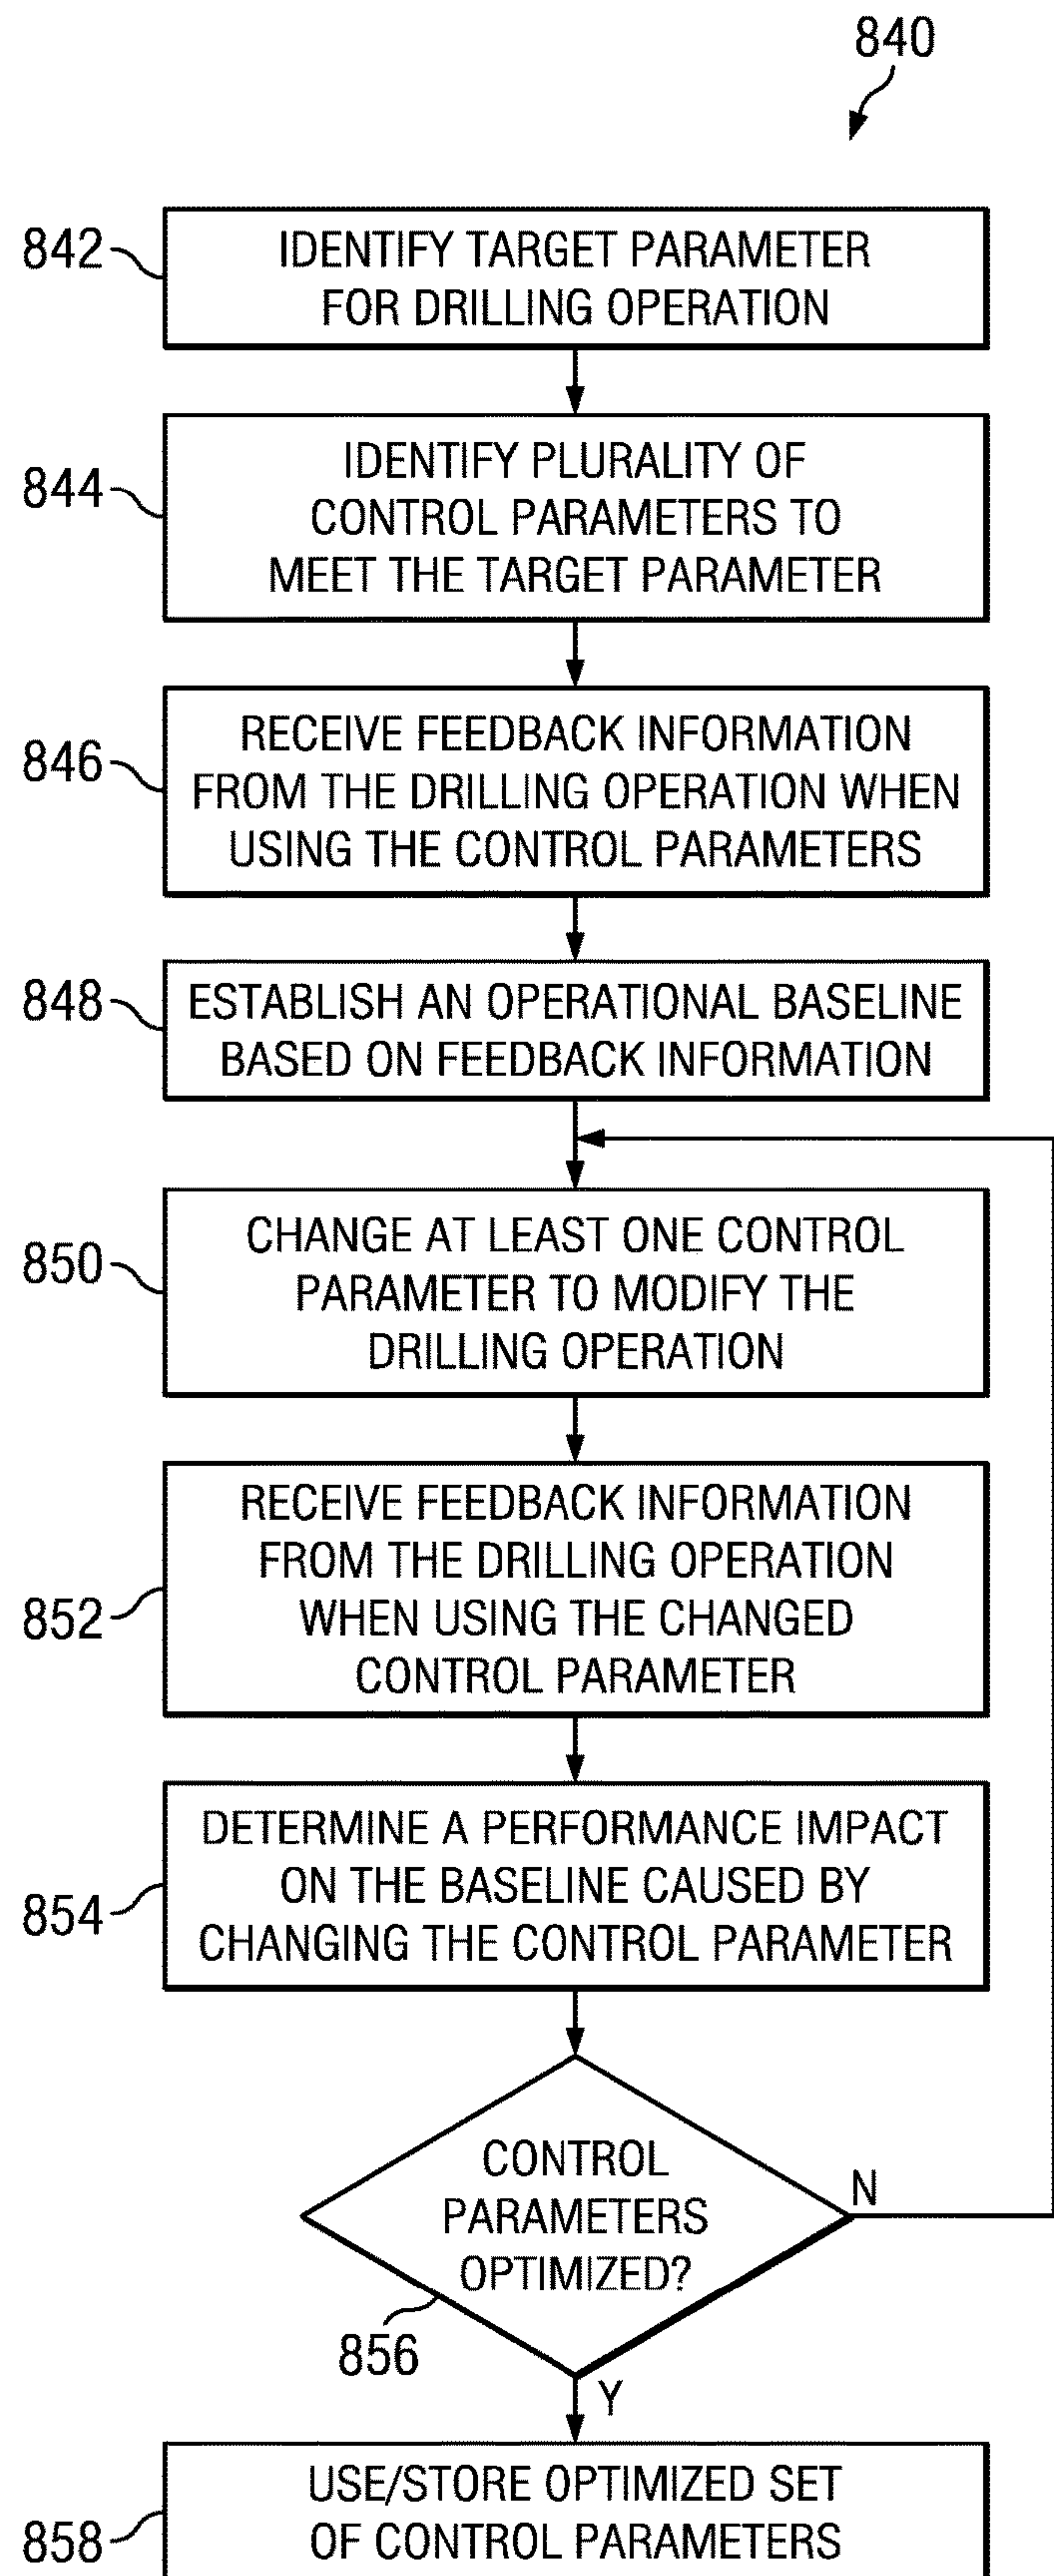 840
842
IDENTIFY TARGET PARAMETER
FOR DRILLING OPERATION
844
IDENTIFY PLURALITY OF
CONTROL PARAMETERS TO
MEET THE TARGET PARAMETER
846
RECEIVE FEEDBACK INFORMATION
FROM THE DRILLING OPERATION WHEN
USING THE CONTROL PARAMETERS
848
ESTABLISH AN OPERATIONAL BASELINE
BASED ON FEEDBACK INFORMATION
850
CHANGE AT LEAST ONE CONTROL
PARAMETER TO MODIFY THE
DRILLING OPERATION
852
RECEIVE FEEDBACK INFORMATION
FROM THE DRILLING OPERATION
WHEN USING THE CHANGED
CONTROL PARAMETER
854
DETERMINE A PERFORMANCE IMPACT
ON THE BASELINE CAUSED BY
CHANGING THE CONTROL PARAMETER
CONTROL
PARAMETERS
OPTIMIZED?
N
856
Y
858
USE/STORE OPTIMIZED SET
OF CONTROL PARAMETERS